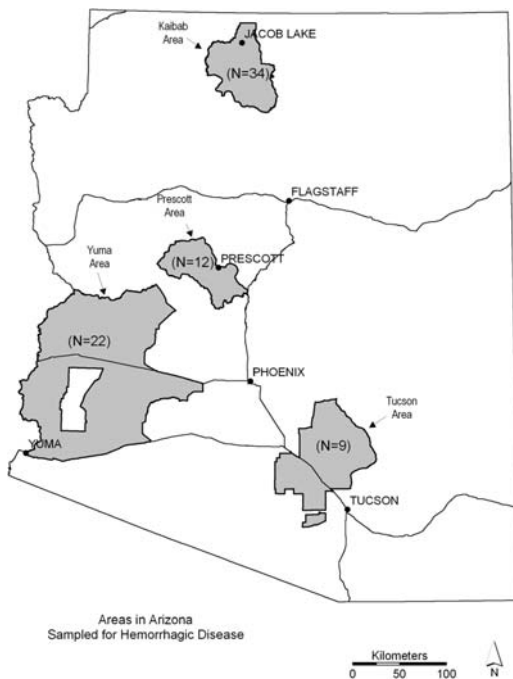 Kaibab
Area
JACOB LAKE
(N=34)
FLAGSTAFF
Prescott
Area
(N=12)
PRESCOTT
Yuma
Area
(N=22)
PHOENIX
Tucson
Area
(N=9)
YUMA
TUCSON
Areas in Arizona
Sampled for Hemorrhagic Disease
Kilometers
0 50 100
N